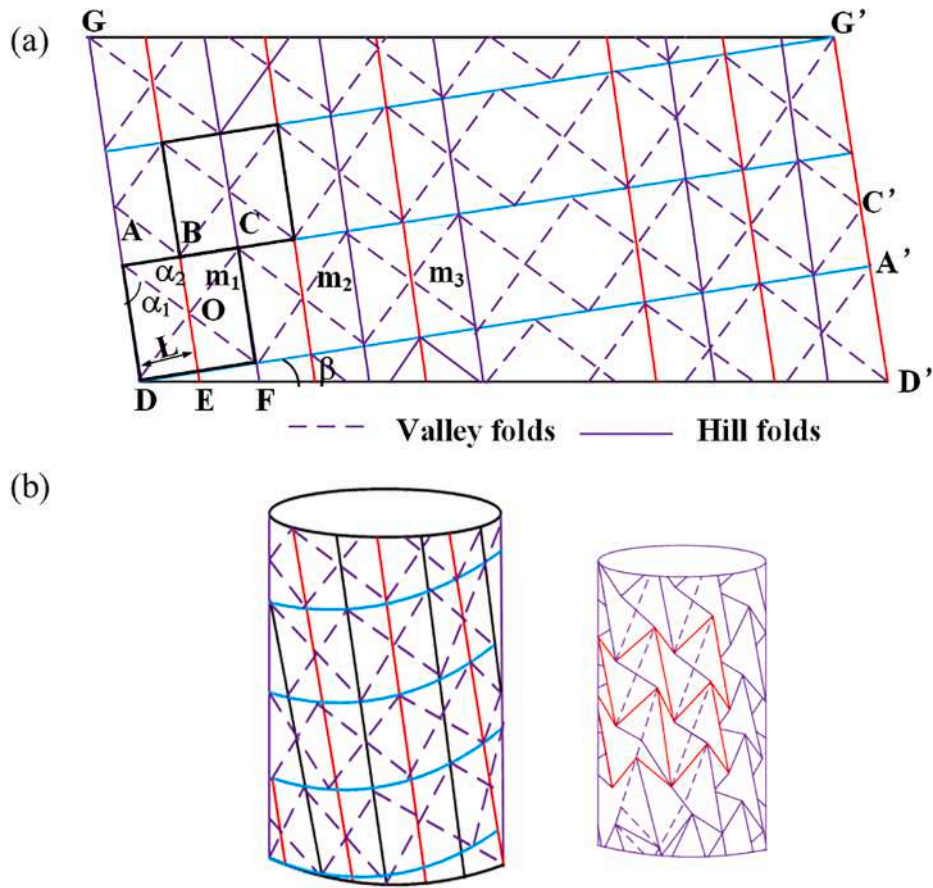 G G’
(a)
A B C C’
α₂ m₁ m₂ m₃ A’
α₁ O
L β
D E F D’
Valley folds Hill folds
(b)